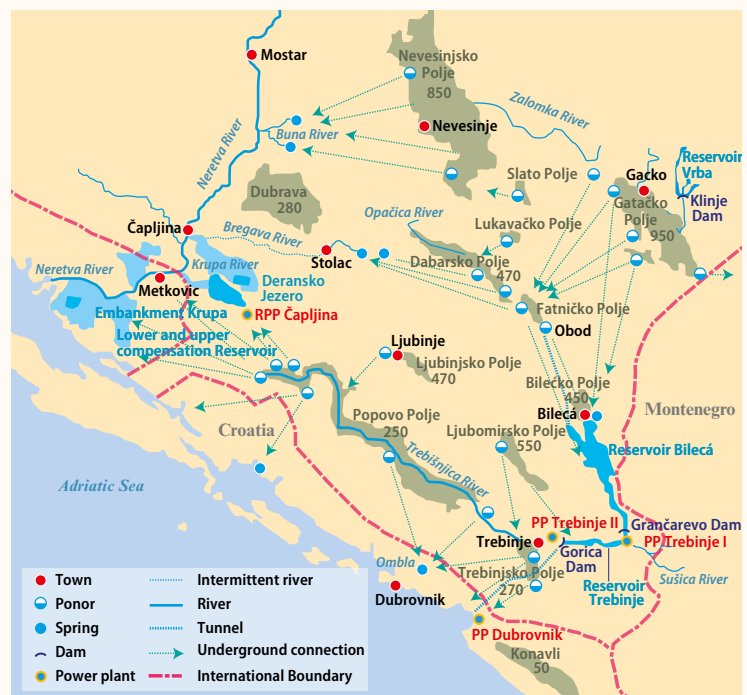 Mostar
Nevesinjsko
Polje
850
Zalomka River
Neretva River
Buna River
Nevesinje
Reservoir
Vrba
Slato Polje
Gacko
Klinje
Dam
Dubrava
280
Gatačko
Polje
950
Opačica River
Lukavačko Polje
Čapljina
Bregava River
Stolac
Dabarsko Polje
470
Neretva River
Krupa River
Metkovic
Deransko
Jezero
Fatničko Polje
Embankment Krupa
RPP Čapljina
Obod
Lower and upper
compensation Reservoir
Ljubinje
Ljubinjsko Polje
470
Bilećko Polje
450
Montenegro
Popovo Polje
250
Bilecá
Croatia
Ljubomirsko Polje
550
Reservoir Bilecá
Trebišnjica River
Adriatic Sea
PP Trebinje II
Grančarevo Dam
Trebinje
PP Trebinje I
Gorica
Dam
Ombla
Trebinjsko Polje
270
Sušica River
Reservoir
Trebinje
Dubrovnik
PP Dubrovnik
Konavli
50
Town
Ponor
Spring
Dam
Power plant
Intermittent river
River
Tunnel
Underground connection
International Boundary